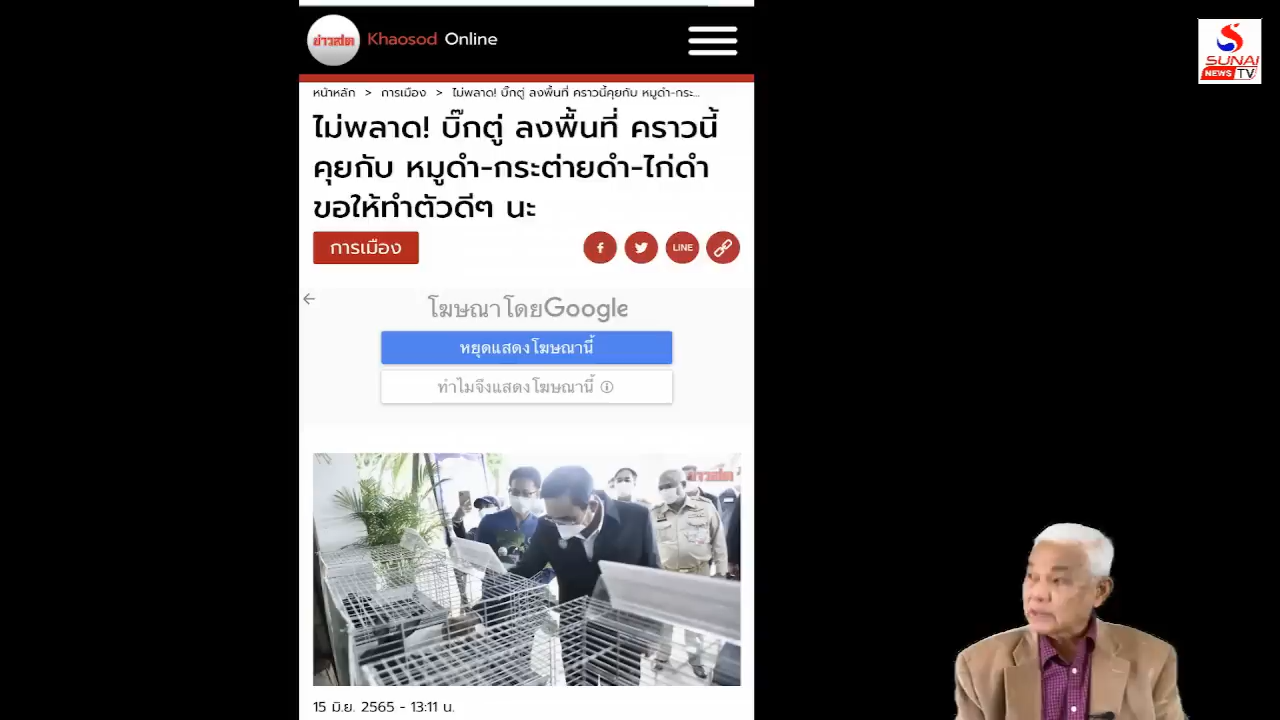 ข่าวสด Khaosod Online
SUNAI
NEWS TV
หน้าหลัก > การเมือง > ไม่พลาด! บิ๊กตู่ ลงพื้นที่ คราวนี้คุยกับ หมูดำ-กระ...
ไม่พลาด! บิ๊กตู่ ลงพื้นที่ คราวนี้
คุยกับ หมูดำ-กระต่ายดำ-ไก่ดำ
ขอให้ทำตัวดีๆ นะ
การเมือง
LINE
โฆษณาโดยGoogle
หยุดแสดงโฆษณานี้
ทำไมจึงแสดงโฆษณานี้
ข่าวสด
15 มิ.ย. 2565 - 13:11 น.